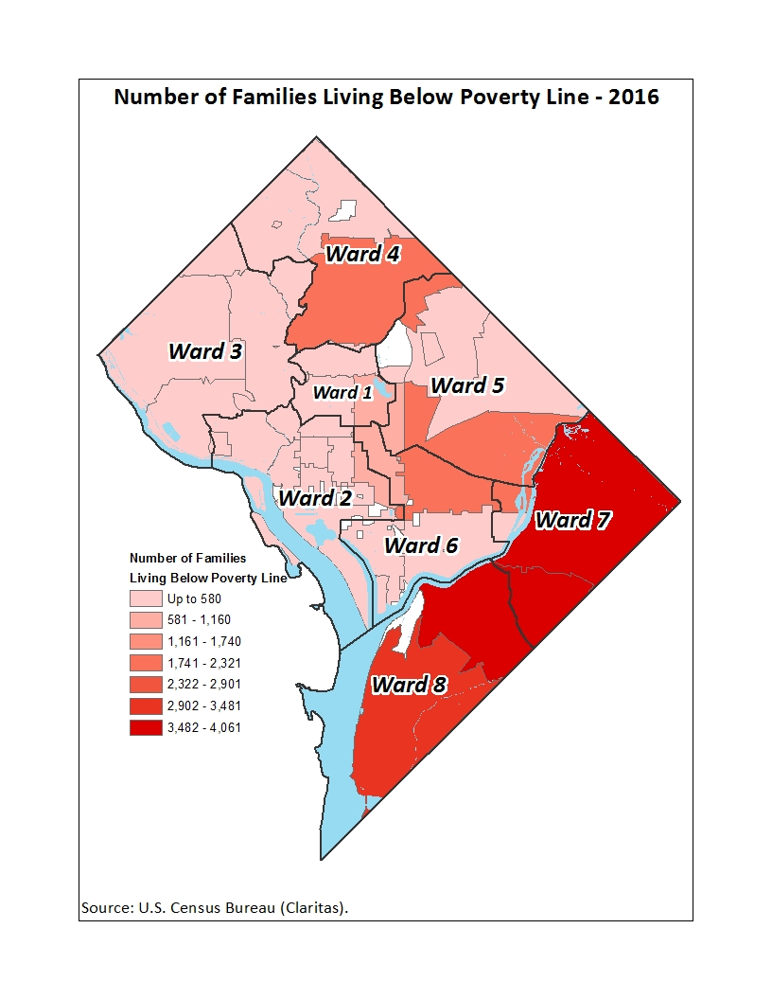 Number of Families Living Below Poverty Line - 2016
Ward 4
Ward 3
Ward 5
Ward 1
Ward 2
Ward 7
Ward 6
Number of Families
Living Below Poverty Line
Up to 580
581 - 1,160
1,161 - 1,740
1,741 - 2,321
2,322 - 2,901
2,902 - 3,481
3,482 - 4,061
Ward 8
Source: U.S. Census Bureau (Claritas).